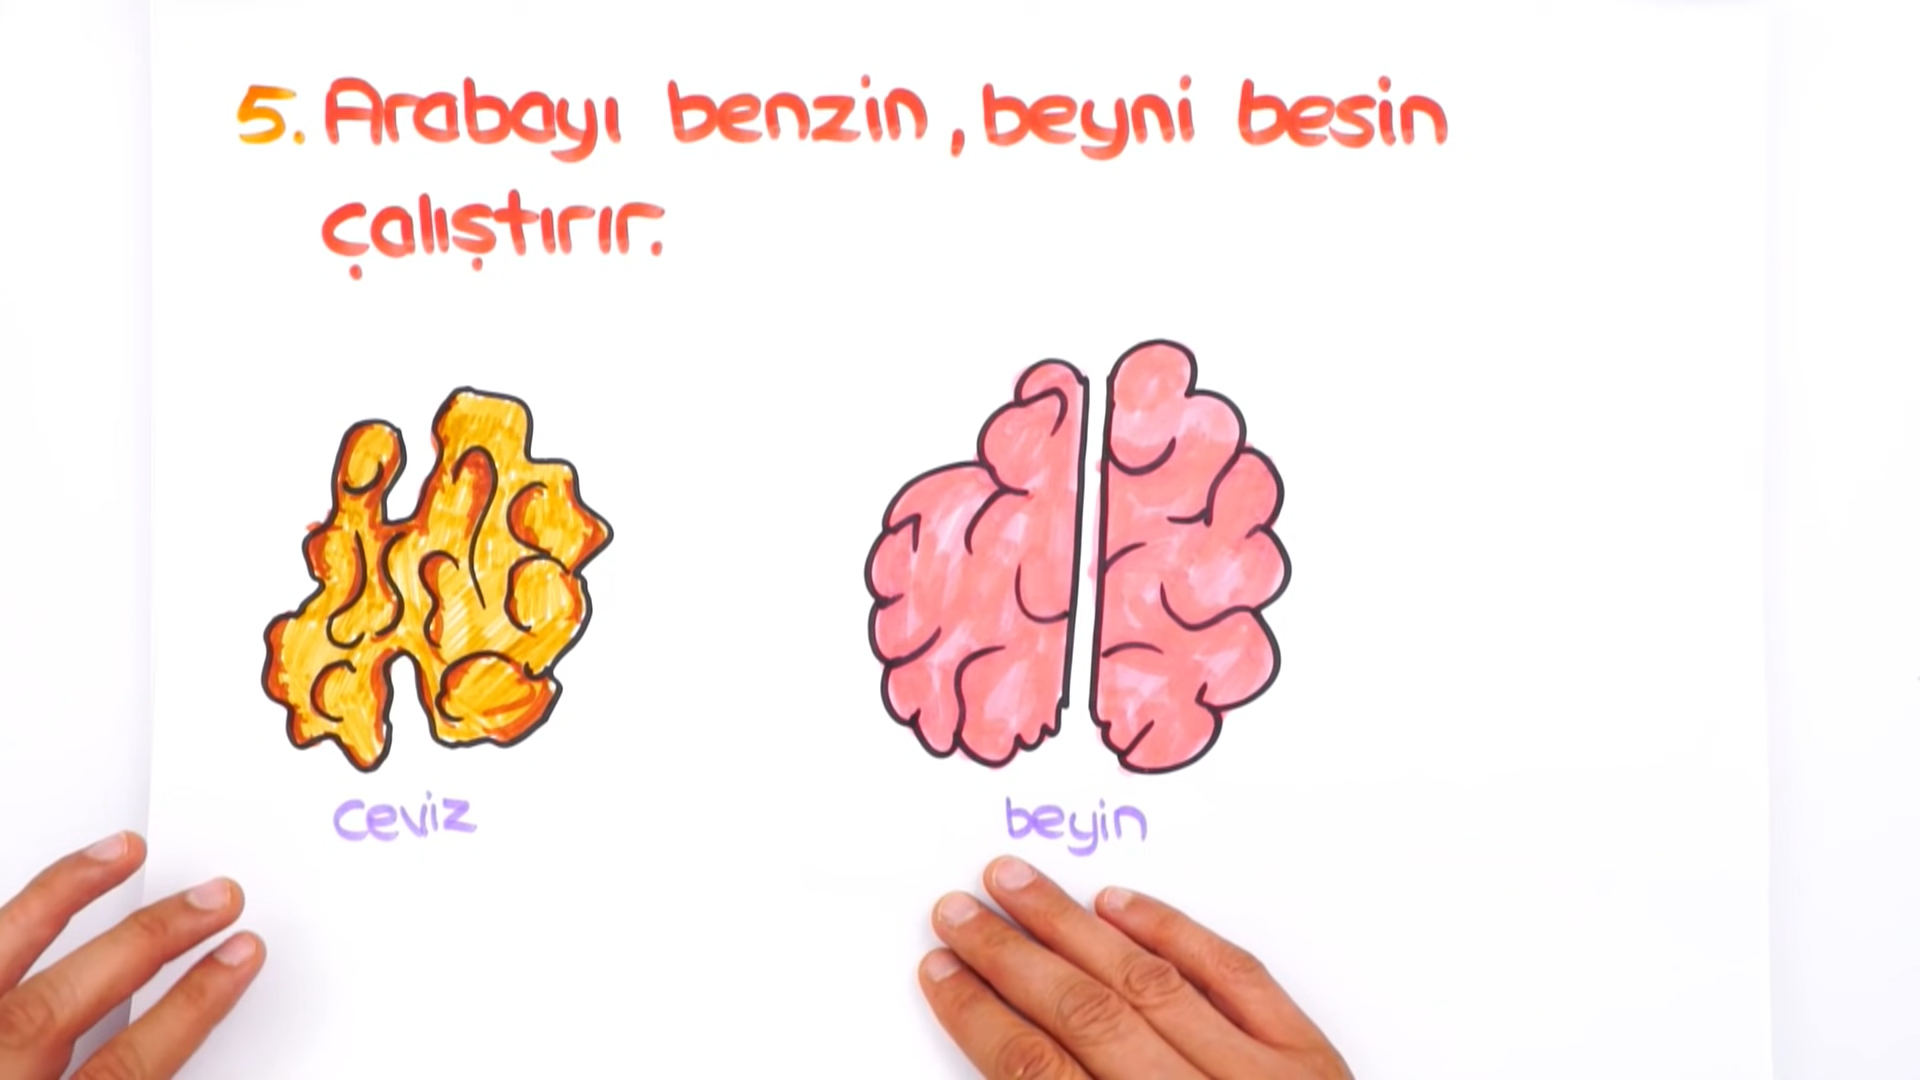 5. Arabayı benzin, beyni besin
çalıştırır.
ceviz
beyin